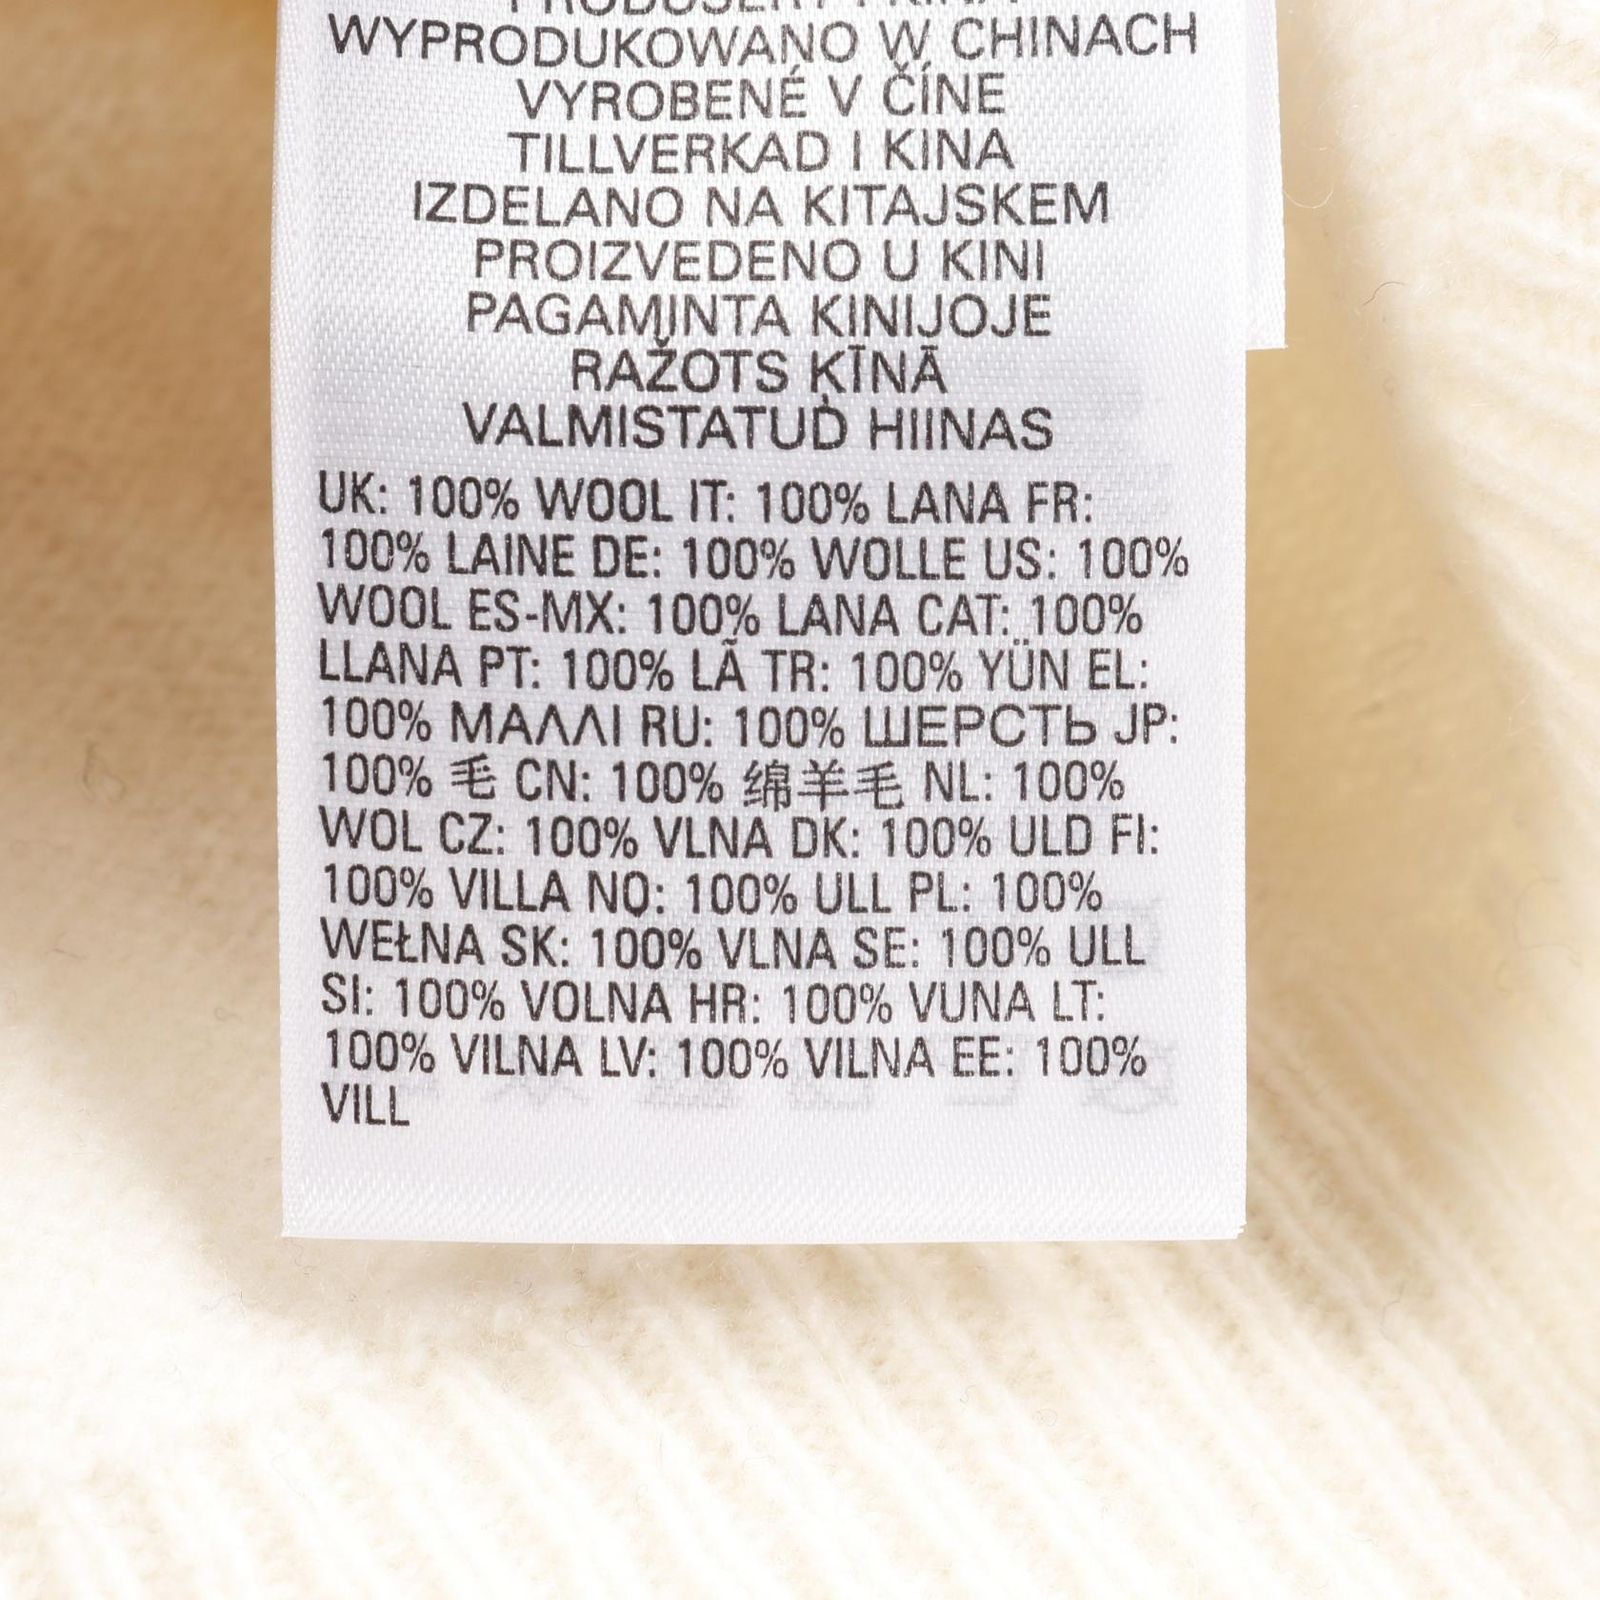 PRODUSERT I KINA
WYPRODUKOWANO W CHINACH
VYROBENÉ V ČÍNE
TILLVERKAD I KINA
IZDELANO NA KITAJSKEM
PROIZVEDENO U KINI
PAGAMINTA KINIJOJE
RAŽOTS ĶĪNĀ
VALMISTATUD HIINAS
UK: 100% WOOL IT: 100% LANA FR:
100% LAINE DE: 100% WOLLE US: 100%
WOOL ES-MX: 100% LANA CAT: 100%
LLANA PT: 100% LÃ TR: 100% YÜN EL:
100% ΜΑΛΛΙ RU: 100% ШЕРСТЬ JP:
100% 毛 CN: 100% 绵羊毛 NL: 100%
WOL CZ: 100% VLNA DK: 100% ULD FI:
100% VILLA NO: 100% ULL PL: 100%
WEŁNA SK: 100% VLNA SE: 100% ULL
SI: 100% VOLNA HR: 100% VUNA LT:
100% VILNA LV: 100% VILNA EE: 100%
VILL